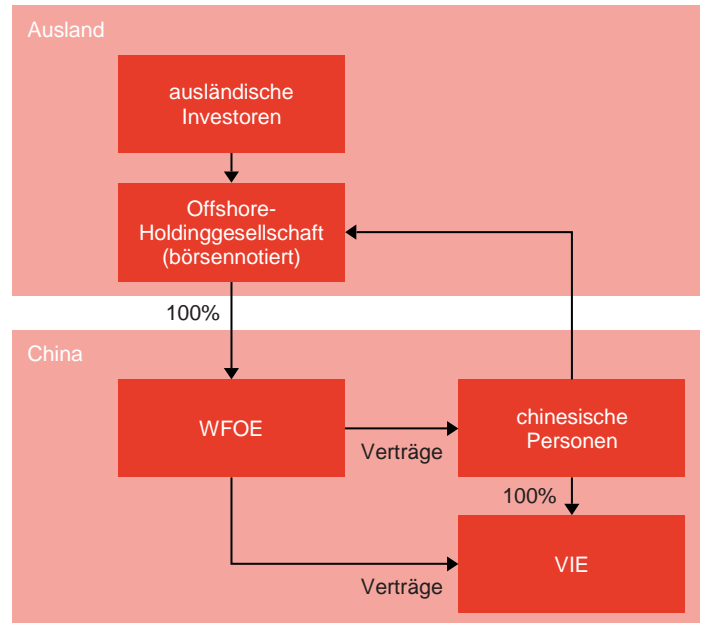 Ausland
ausländische
Investoren
Offshore-
Holdinggesellschaft
(börsennotiert)
100%
China
WFOE
Verträge
chinesische
Personen
100%
VIE
Verträge